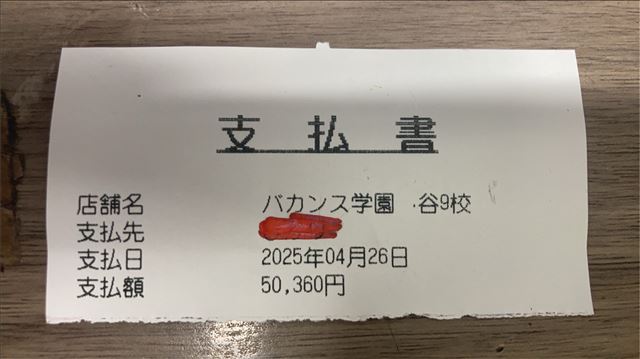 支払書
店舗名 バカンス学園 谷9校
支払先
支払日 2025年04月26日
支払額 50,360円